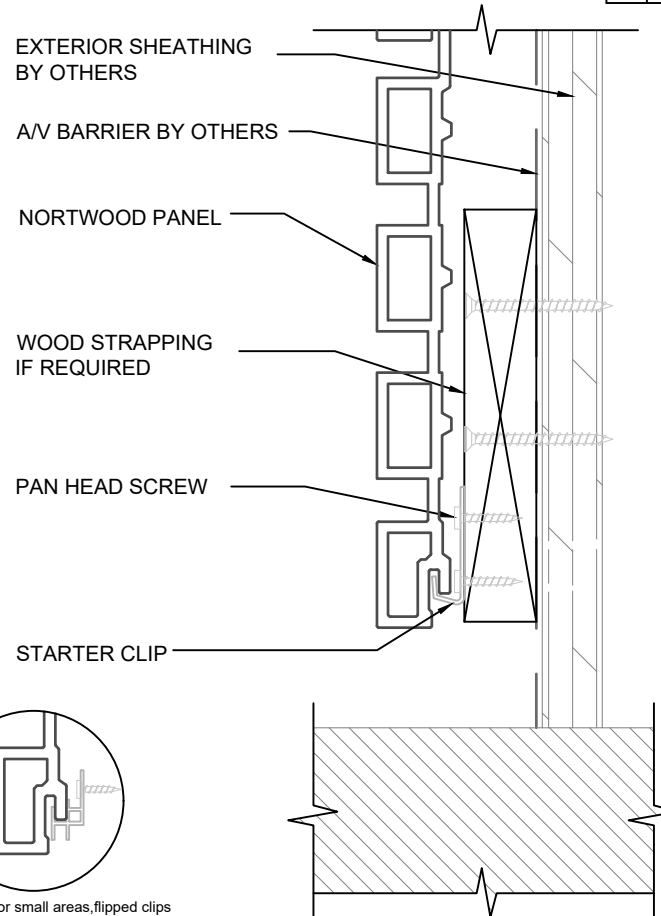 EXTERIOR SHEATHING
BY OTHERS
A/V BARRIER BY OTHERS
NORTWOOD PANEL
WOOD STRAPPING
IF REQUIRED
PAN HEAD SCREW
STARTER CLIP
or small areas,flipped clips